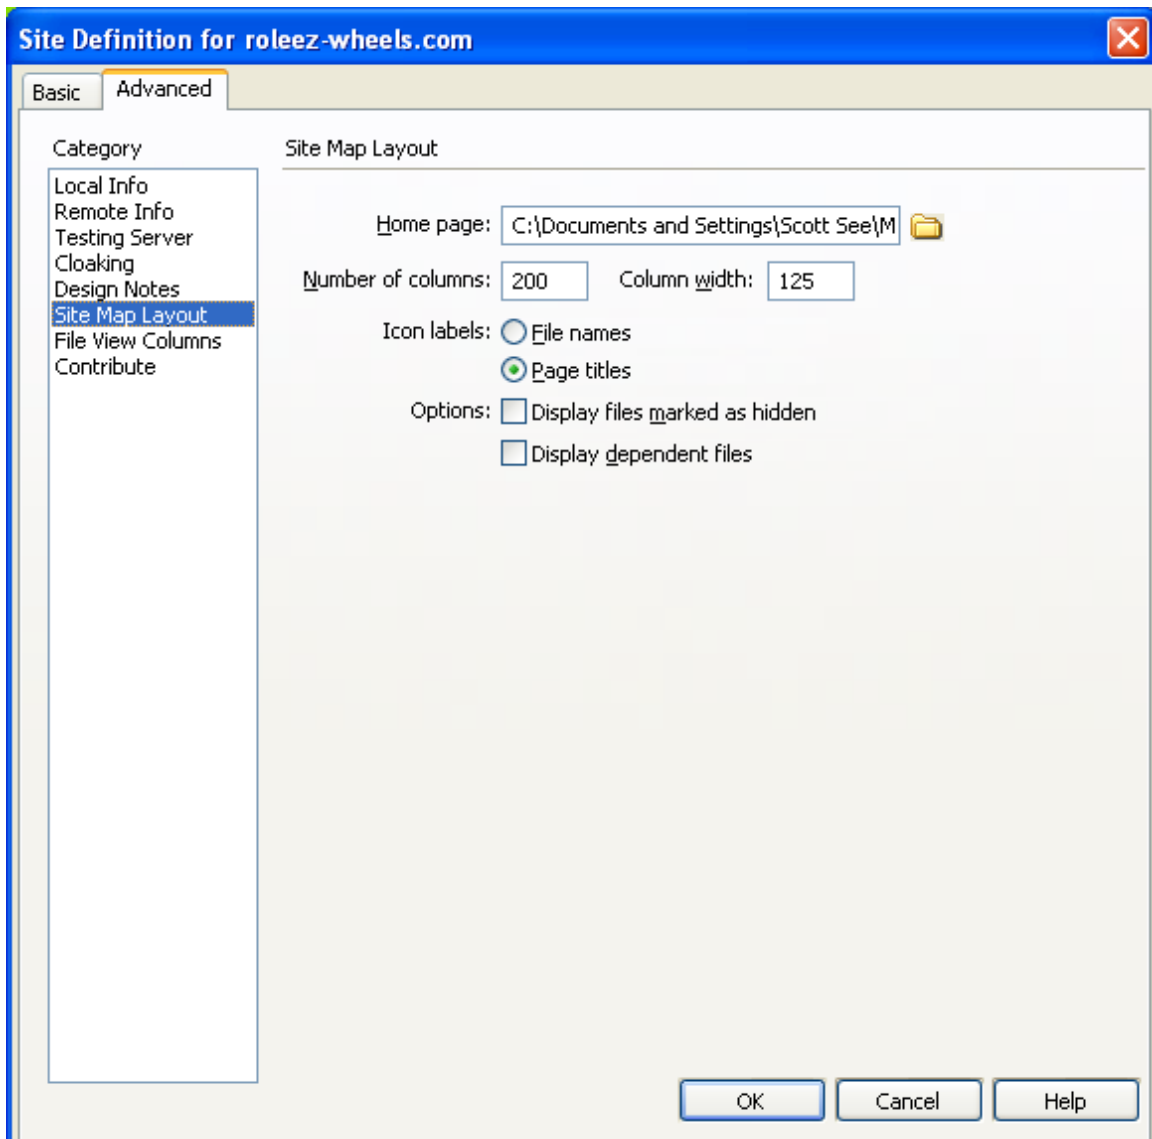 Site Definition for roleez-wheels.com
Basic
Advanced
Category
Local Info
Remote Info
Testing Server
Cloaking
Design Notes
Site Map Layout
File View Columns
Contribute
Site Map Layout
Home page: C:\Documents and Settings\Scott See\M
Number of columns: 200 Column width: 125
Icon labels: File names
Page titles
Options: Display files marked as hidden
Display dependent files
OK Cancel Help